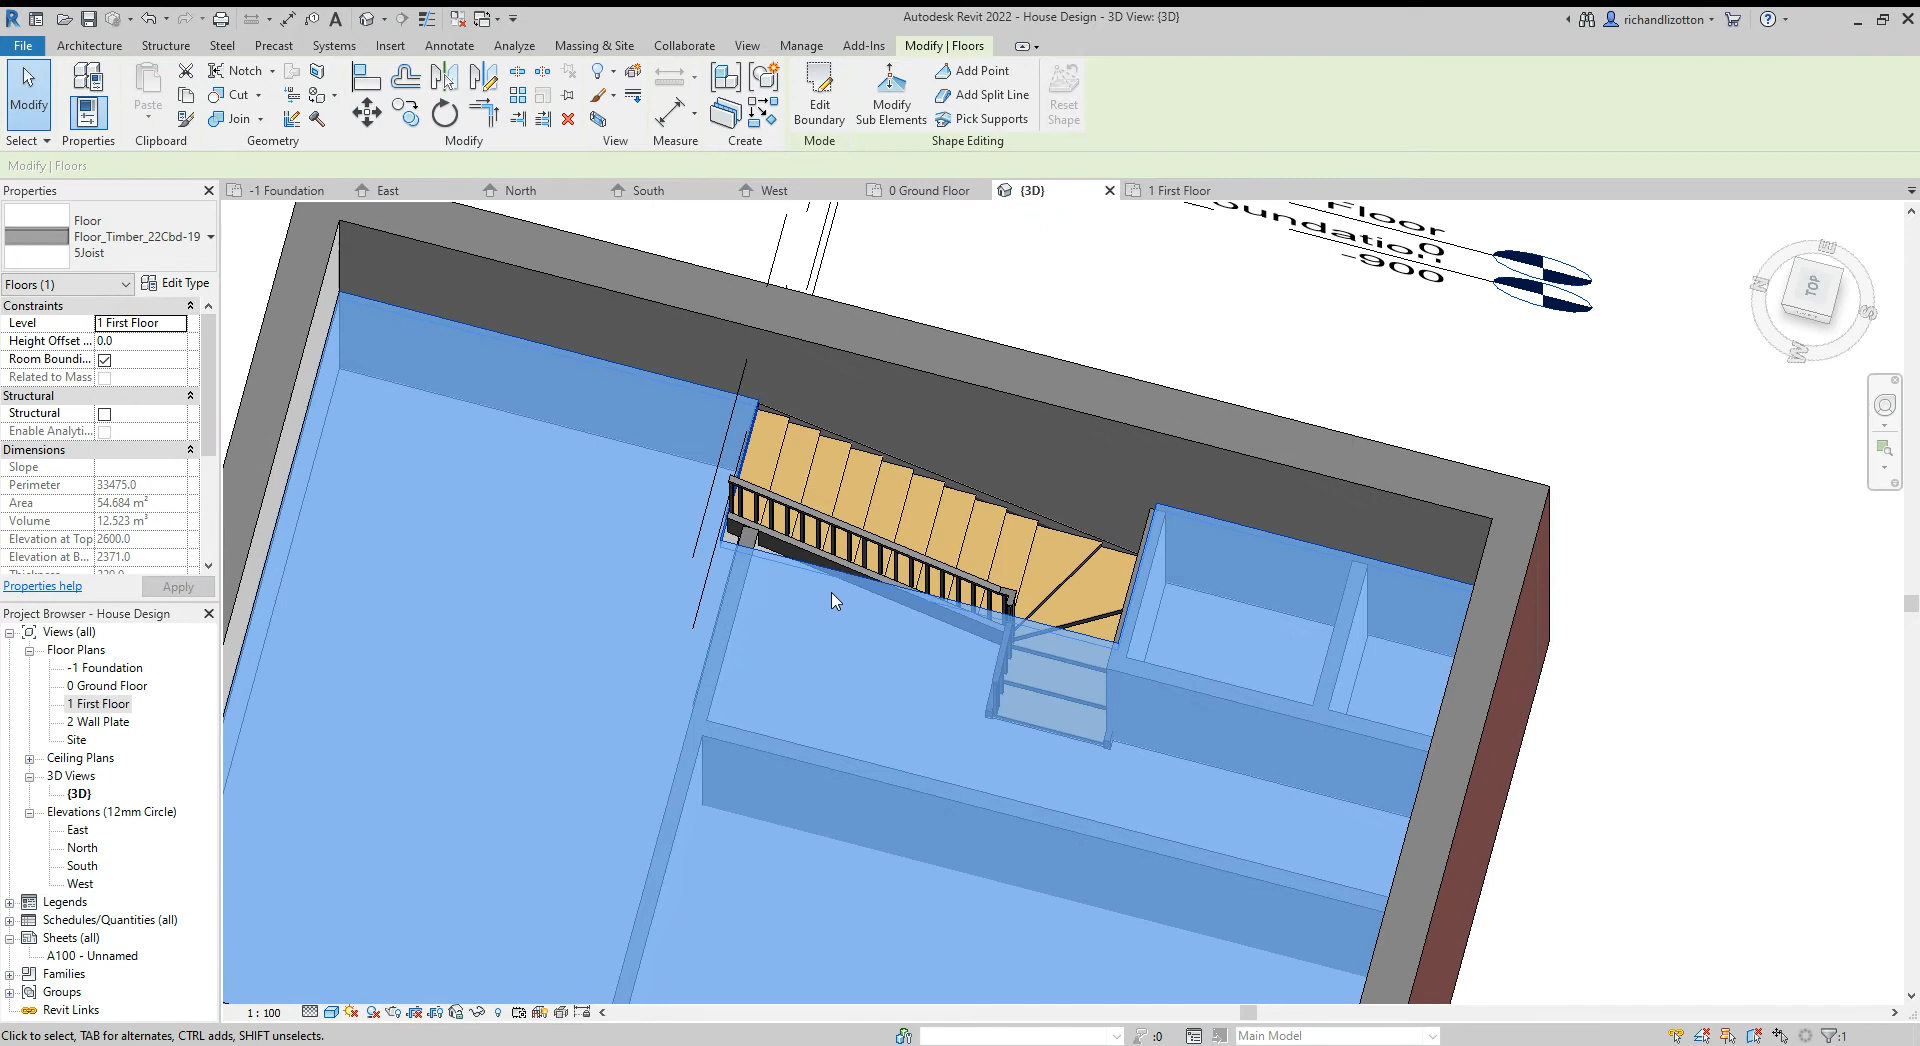 Autodesk Revit 2022 - House Design - 3D View: {3D}
richandlizotton
File Architecture Structure Steel Precast Systems Insert Annotate Analyze Massing & Site Collaborate View Manage Add-Ins Modify | Floors
Modify
Select
Properties
Paste
Clipboard
Notch
Cut
Join
Geometry
Modify
View
Measure
Create
Edit
Boundary
Mode
Modify
Sub Elements
Add Point
Add Split Line
Pick Supports
Shape Editing
Reset
Shape
Modify | Floors
Properties
-1 Foundation East North South West 0 Ground Floor {3D} 1 First Floor
Floor
Floor_Timber_22Cbd-19
5Joist
Floors (1) Edit Type
Constraints
Level 1 First Floor
Height Offset ... 0.0
Room Boundi...
Related to Mass
Structural
Structural
Enable Analyti...
Dimensions
Slope
Perimeter 33475.0
Area 54.684 m²
Volume 12.523 m³
Elevation at Top 2600.0
Elevation at B... 2371.0
Properties help Apply
Project Browser - House Design
Views (all)
Floor Plans
-1 Foundation
0 Ground Floor
1 First Floor
2 Wall Plate
Site
Ceiling Plans
3D Views
{3D}
Elevations (12mm Circle)
East
North
South
West
Legends
Schedules/Quantities (all)
Sheets (all)
A100 - Unnamed
Families
Groups
Revit Links
Floor
0
-900
TOP
E
N
S
W
1 : 100
Click to select, TAB for alternates, CTRL adds, SHIFT unselects.
:0
Main Model
:1